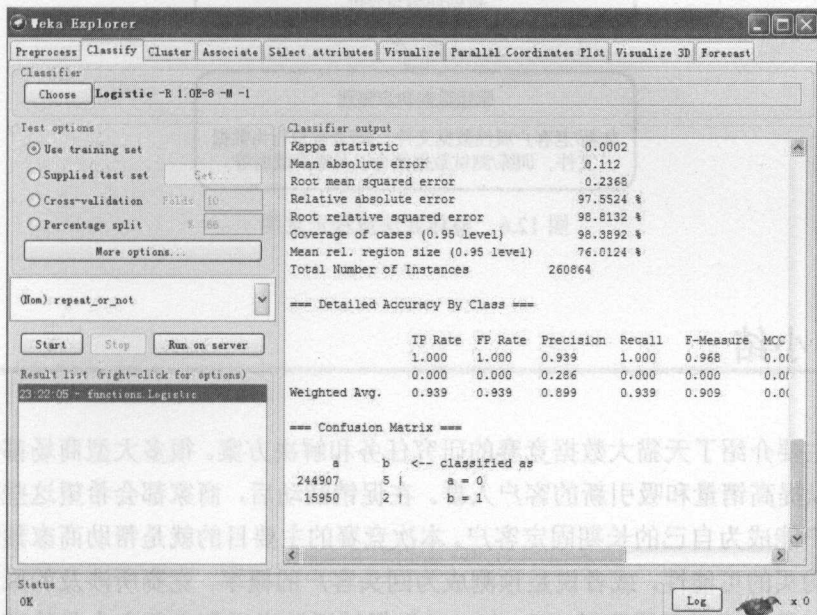 Weka Explorer
Preprocess Classify Cluster Associate Select attributes Visualize Parallel Coordinates Plot Visualize 3D Forecast
Classifier
Choose Logistic -R 1.0E-8 -M -1
Test options
Use training set
Supplied test set Set...
Cross-validation Folds 10
Percentage split % 66
More options...
(Nom) repeat_or_not
Start Stop Run on server
Result list (right-click for options)
23:22:05 - functions.Logistic
Classifier output
Kappa statistic 0.0002
Mean absolute error 0.112
Root mean squared error 0.2368
Relative absolute error 97.5524 %
Root relative squared error 98.8132 %
Coverage of cases (0.95 level) 98.3892 %
Mean rel. region size (0.95 level) 76.0124 %
Total Number of Instances 260864
=== Detailed Accuracy By Class ===
TP Rate FP Rate Precision Recall F-Measure MCC
1.000 1.000 0.939 1.000 0.968 0.00
0.000 0.000 0.286 0.000 0.000 0.00
Weighted Avg. 0.939 0.939 0.899 0.939 0.909 0.00
=== Confusion Matrix ===
a b <-- classified as
244907 5 | a = 0
15950 2 | b = 1
Status
OK
Log x 0